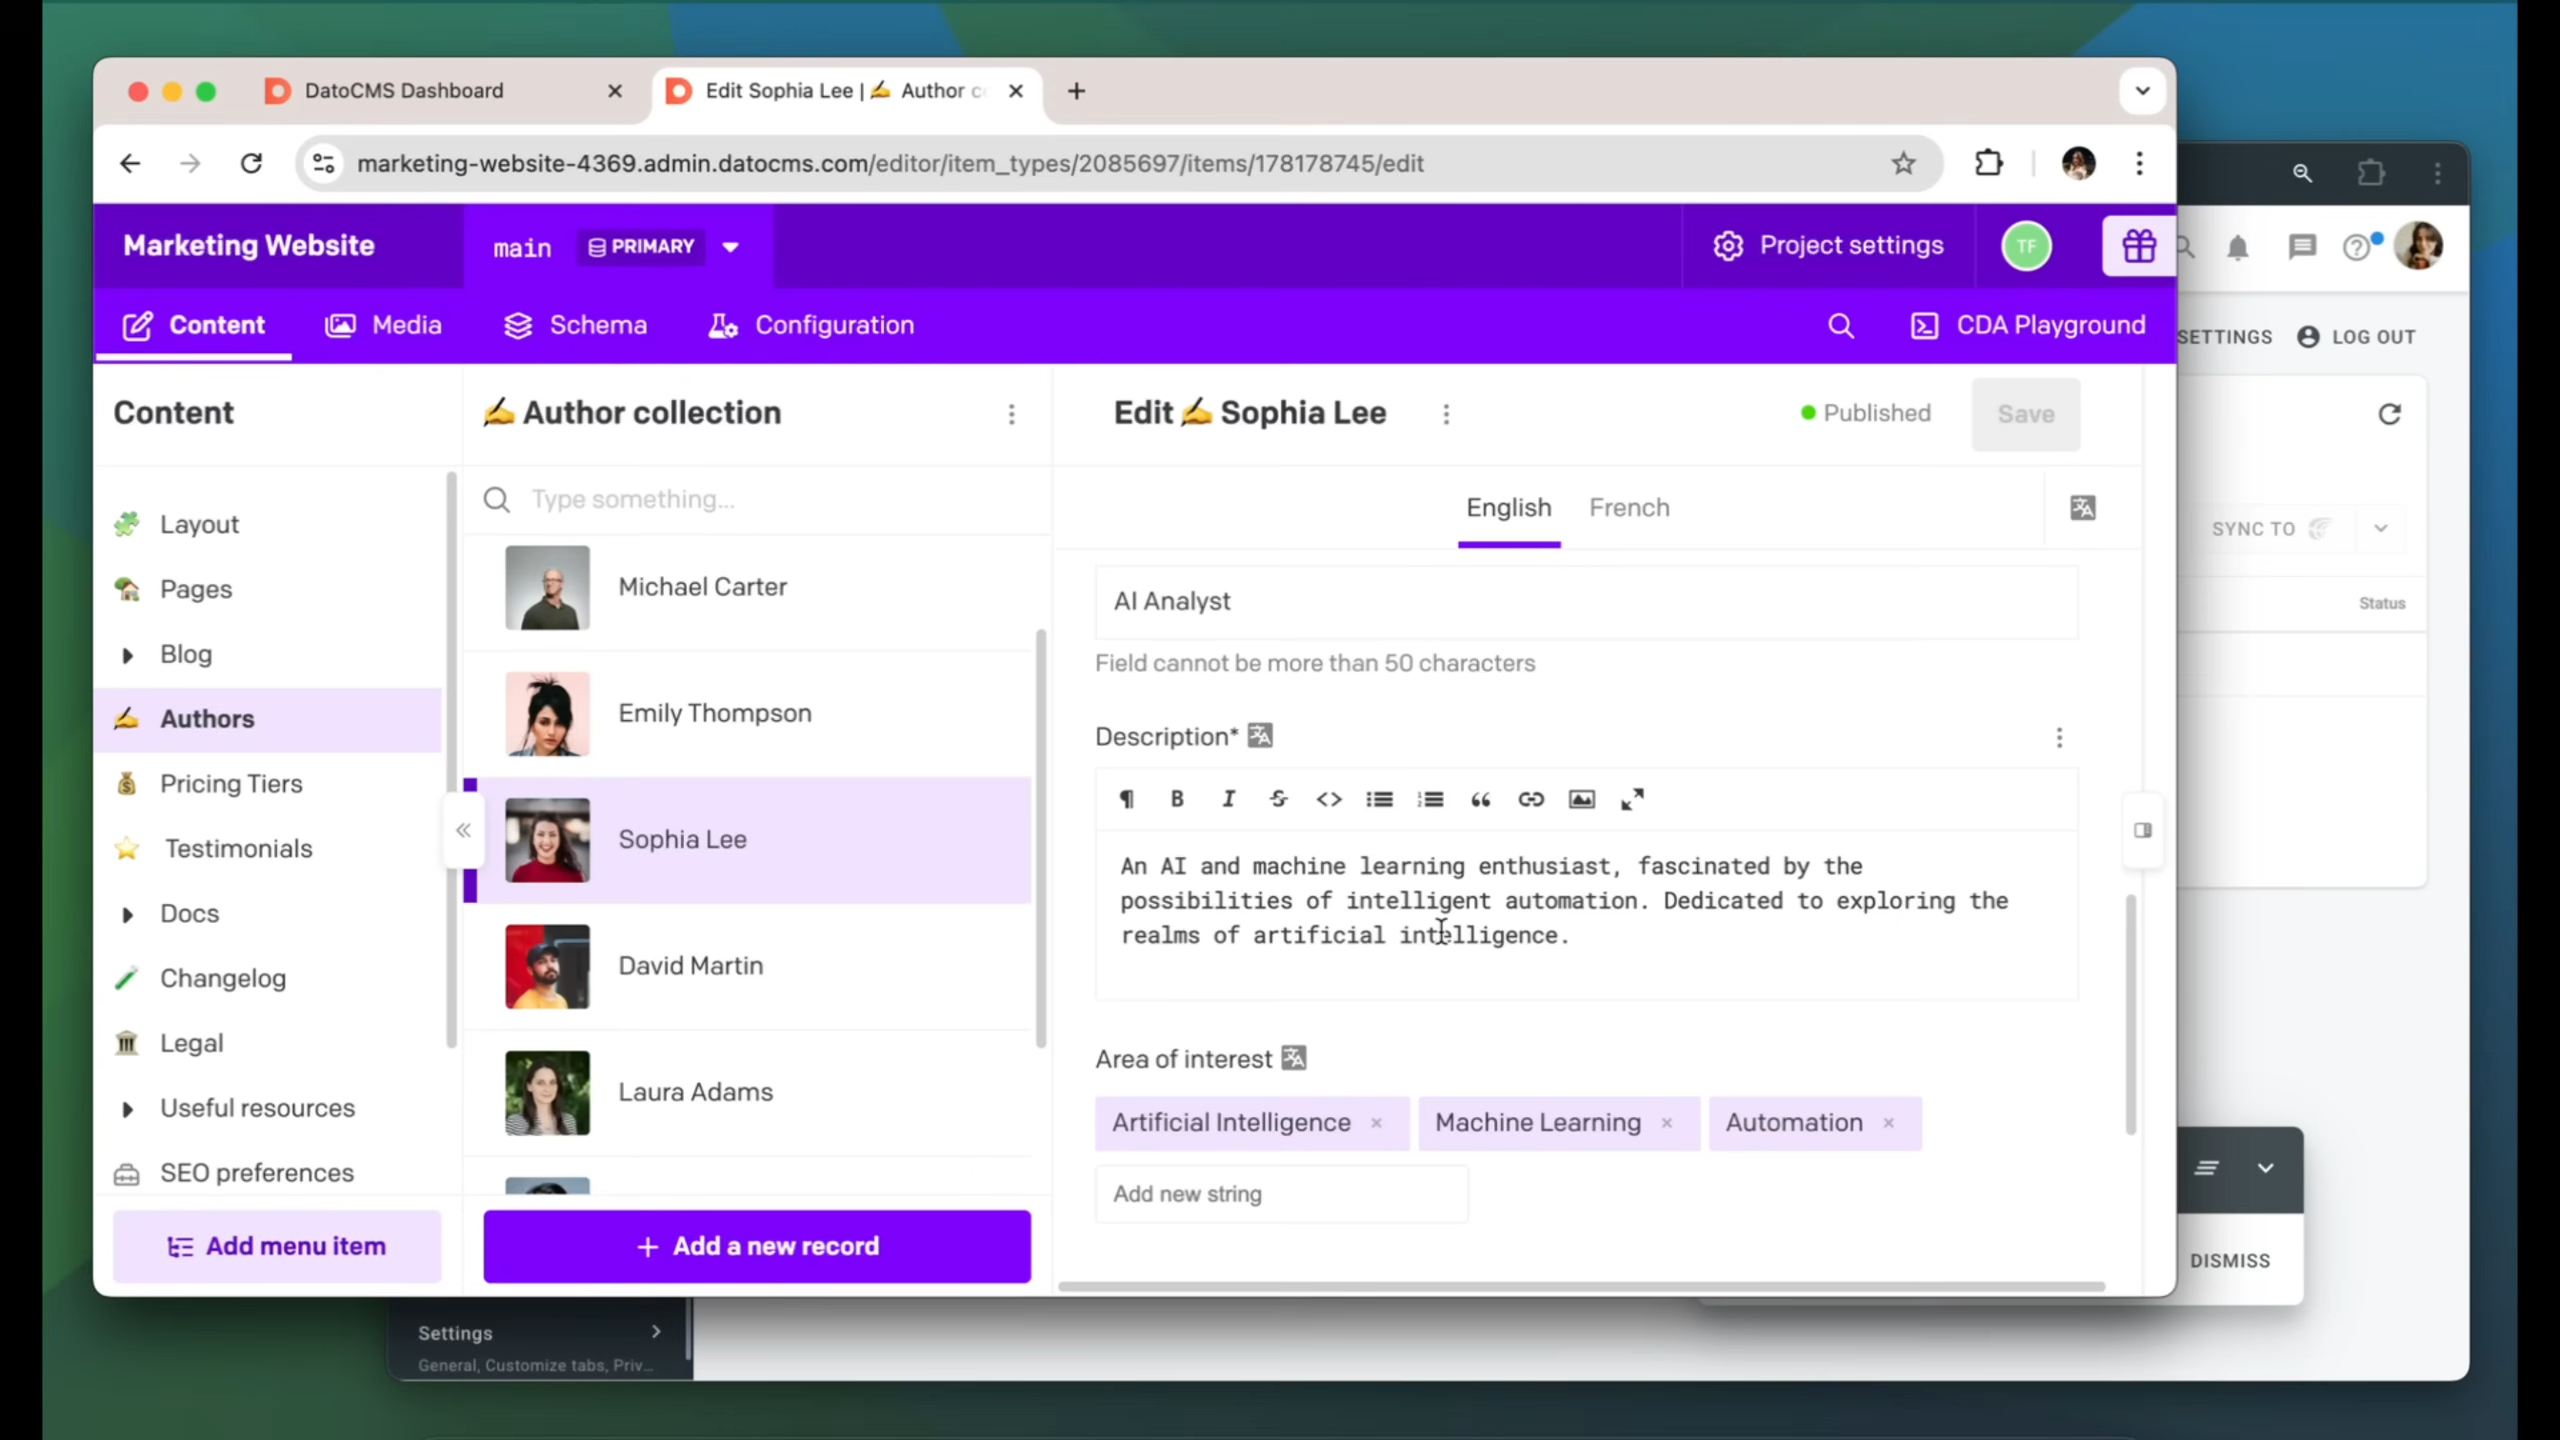 DatoCMS Dashboard
Edit Sophia Lee | ✍️ Author c
marketing-website-4369.admin.datocms.com/editor/item_types/2085697/items/178178745/edit
Marketing Website
main
PRIMARY
Project settings
TF
Content
Media
Schema
Configuration
CDA Playground
SETTINGS
LOG OUT
Content
✍️ Author collection
Edit ✍️ Sophia Lee
Published
Save
Type something...
English
French
SYNC TO
Status
Layout
Pages
Blog
Authors
Pricing Tiers
Testimonials
Docs
Changelog
Legal
Useful resources
SEO preferences
Add menu item
Michael Carter
Emily Thompson
Sophia Lee
David Martin
Laura Adams
+ Add a new record
AI Analyst
Field cannot be more than 50 characters
Description*
An AI and machine learning enthusiast, fascinated by the
possibilities of intelligent automation. Dedicated to exploring the
realms of artificial intelligence.
Area of interest
Artificial Intelligence ×
Machine Learning ×
Automation ×
Add new string
DISMISS
Settings
General, Customize tabs, Priv...